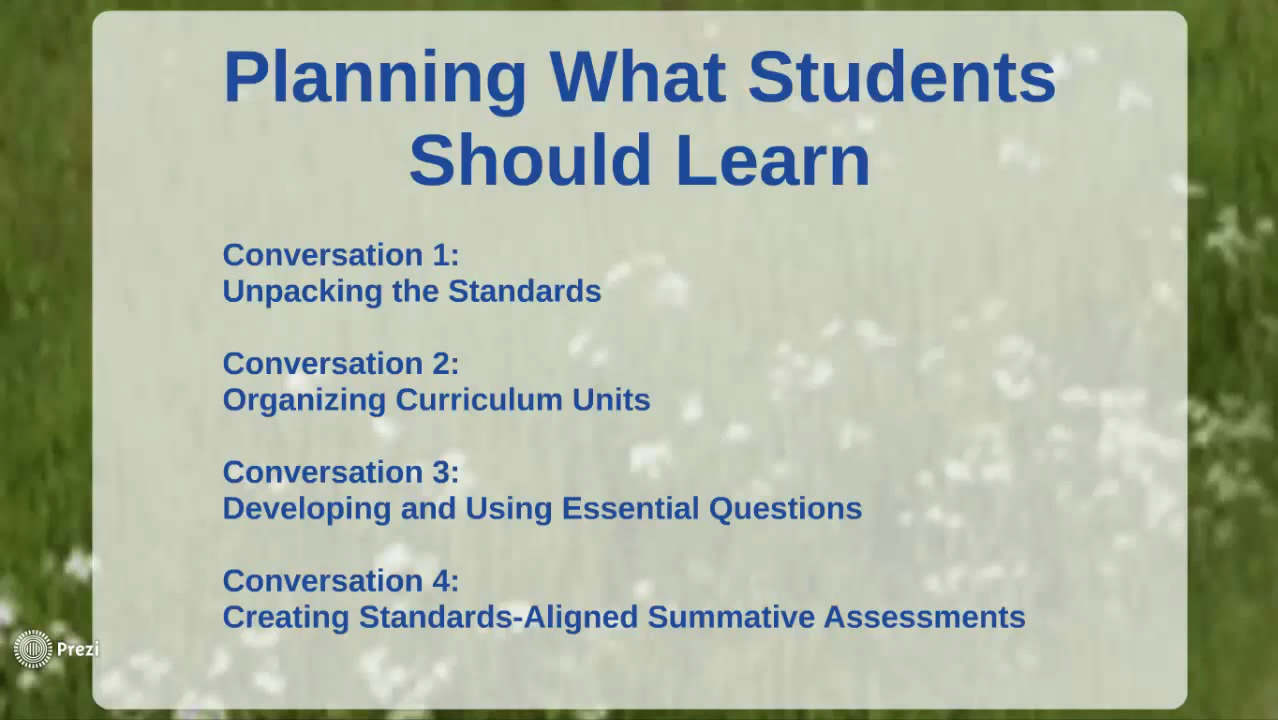 Planning What Students
Should Learn
Conversation 1:
Unpacking the Standards
Conversation 2:
Organizing Curriculum Units
Conversation 3:
Developing and Using Essential Questions
Conversation 4:
Creating Standards-Aligned Summative Assessments
Prezi